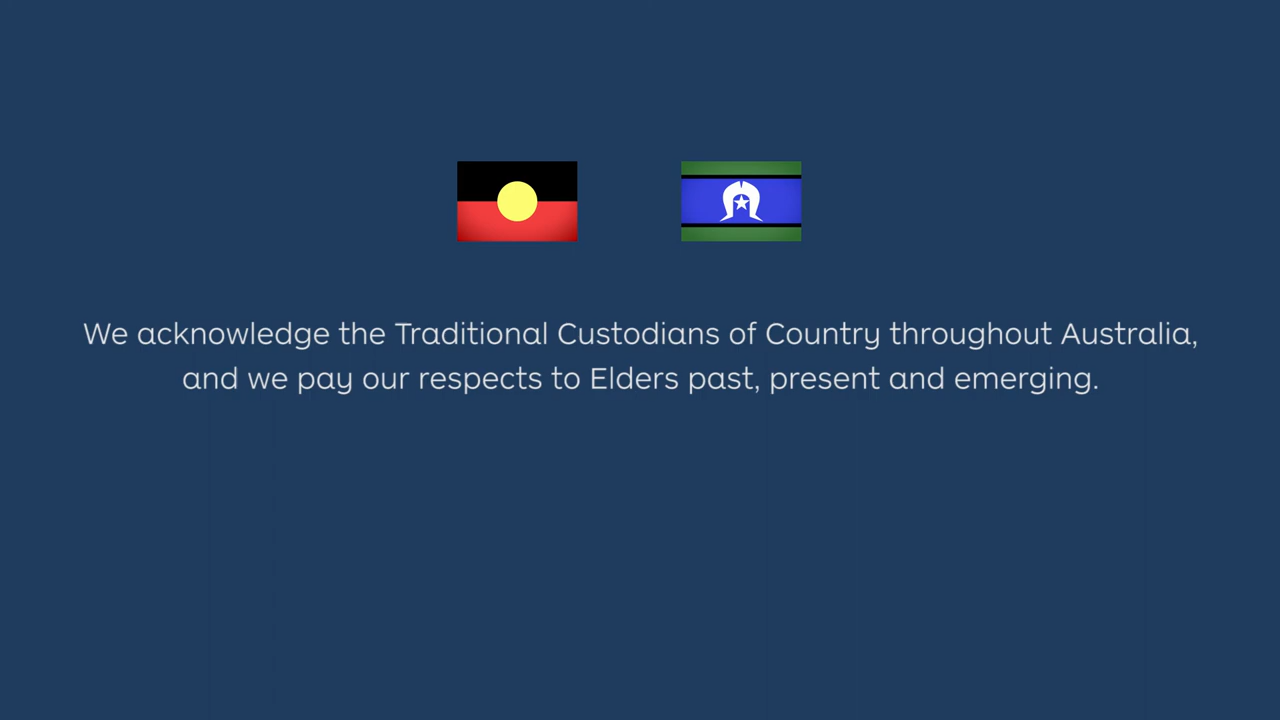 We acknowledge the Traditional Custodians of Country throughout Australia,
and we pay our respects to Elders past, present and emerging.